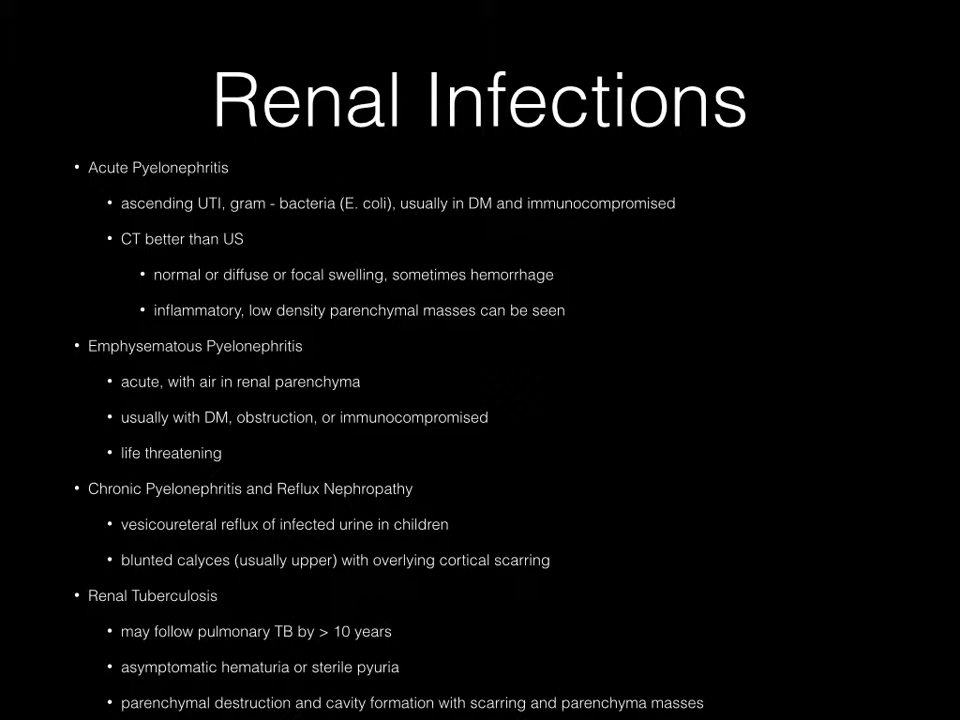 Renal Infections
• Acute Pyelonephritis
• ascending UTI, gram - bacteria (E. coli), usually in DM and immunocompromised
• CT better than US
• normal or diffuse or focal swelling, sometimes hemorrhage
• inflammatory, low density parenchymal masses can be seen
• Emphysematous Pyelonephritis
• acute, with air in renal parenchyma
• usually with DM, obstruction, or immunocompromised
• life threatening
• Chronic Pyelonephritis and Reflux Nephropathy
• vesicoureteral reflux of infected urine in children
• blunted calyces (usually upper) with overlying cortical scarring
• Renal Tuberculosis
• may follow pulmonary TB by > 10 years
• asymptomatic hematuria or sterile pyuria
• parenchymal destruction and cavity formation with scarring and parenchyma masses